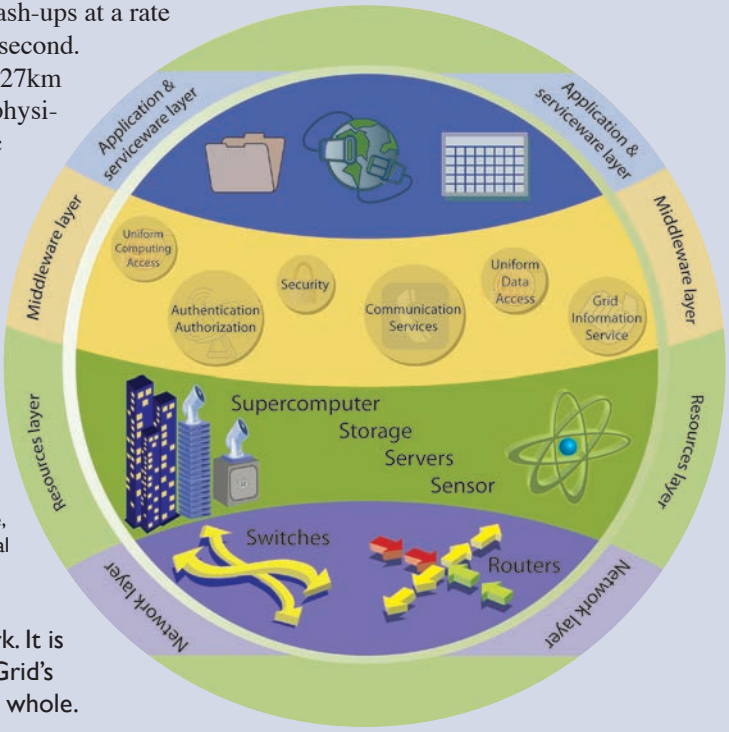 ash-ups at a rate
second.
27km
physi-
Application &
serviceware layer
Application &
serviceware layer
Middleware layer
Middleware layer
Uniform
Computing
Access
Authentication
Authorization
Security
Communication
Services
Uniform
Data
Access
Grid
Information
Service
Resources layer
Resources layer
Supercomputer
Storage
Servers
Sensor
Switches
Routers
Network layer
Network layer
k. It is
Grid's
whole.